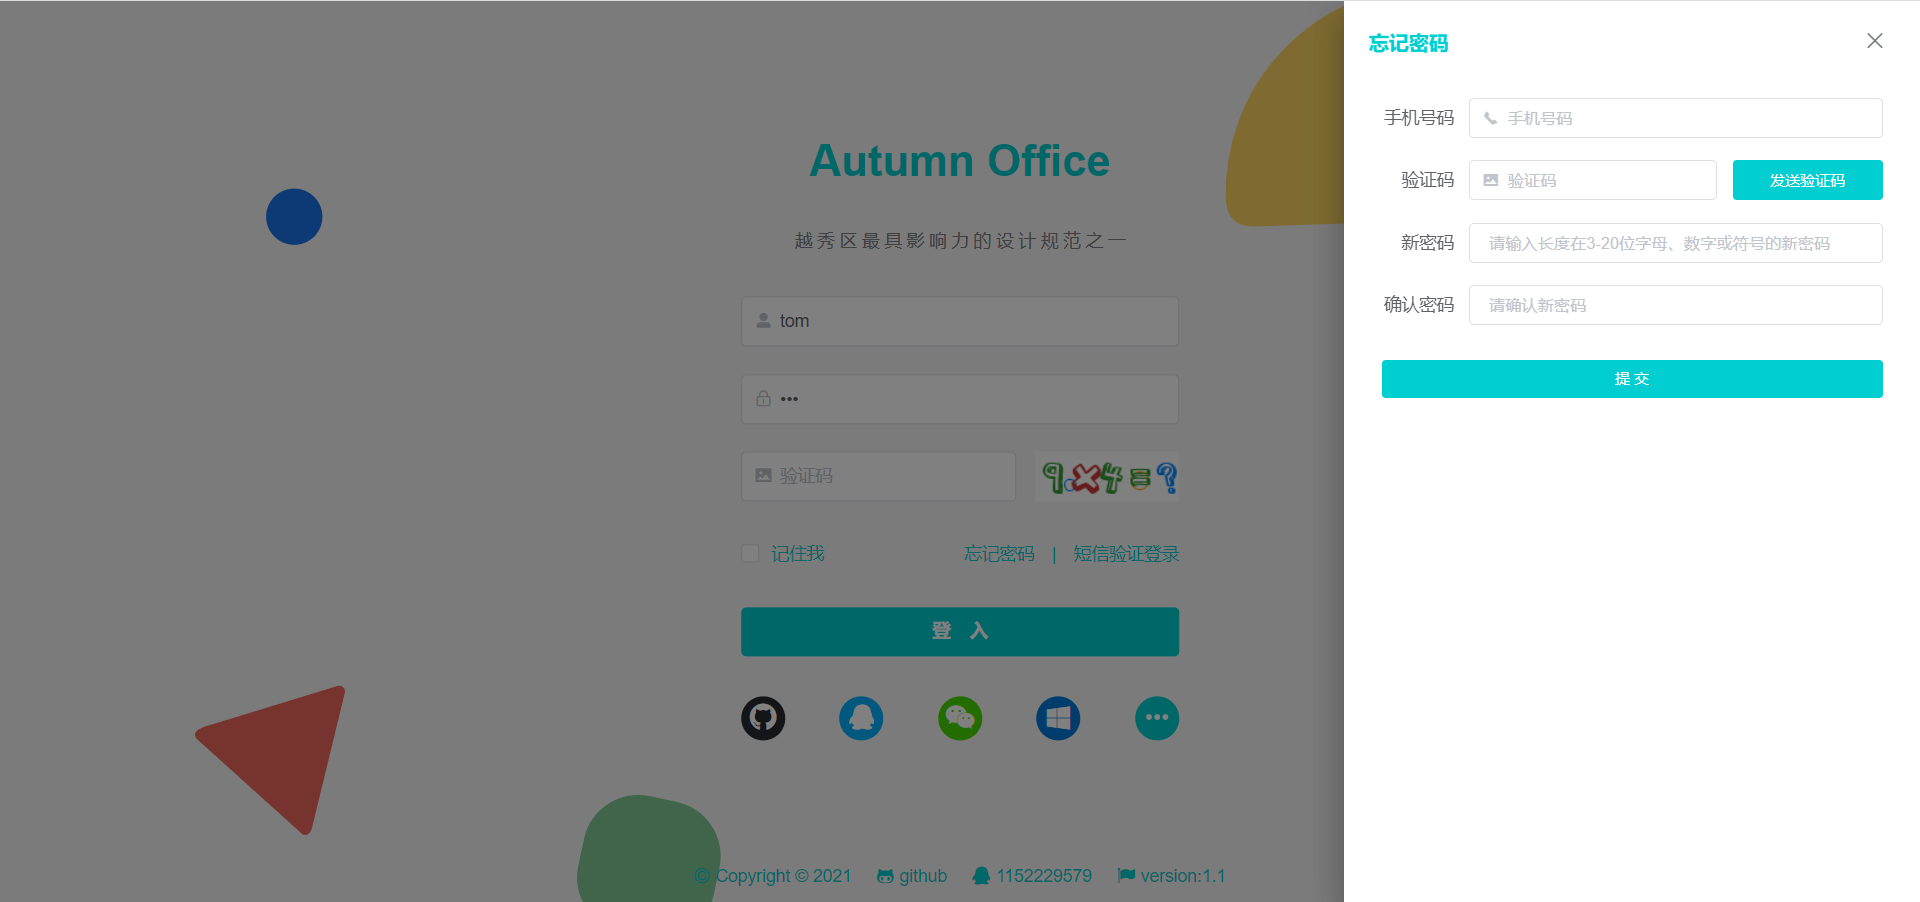 Autumn Office
越秀区最具影响力的设计规范之一
tom
•••
验证码
9×4=?
记住我
忘记密码 | 短信验证登录
登 入
© Copyright © 2021 github 1152229579 version:1.1
忘记密码
手机号码 手机号码
验证码 验证码 发送验证码
新密码 请输入长度在3-20位字母、数字或符号的新密码
确认密码 请确认新密码
提 交